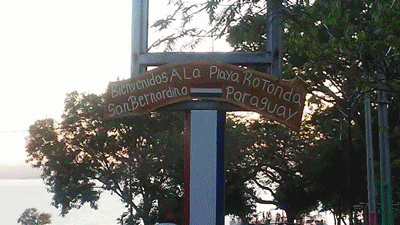 Bienvenidos A La Playa Rotonda
San Bernardino Paraguay